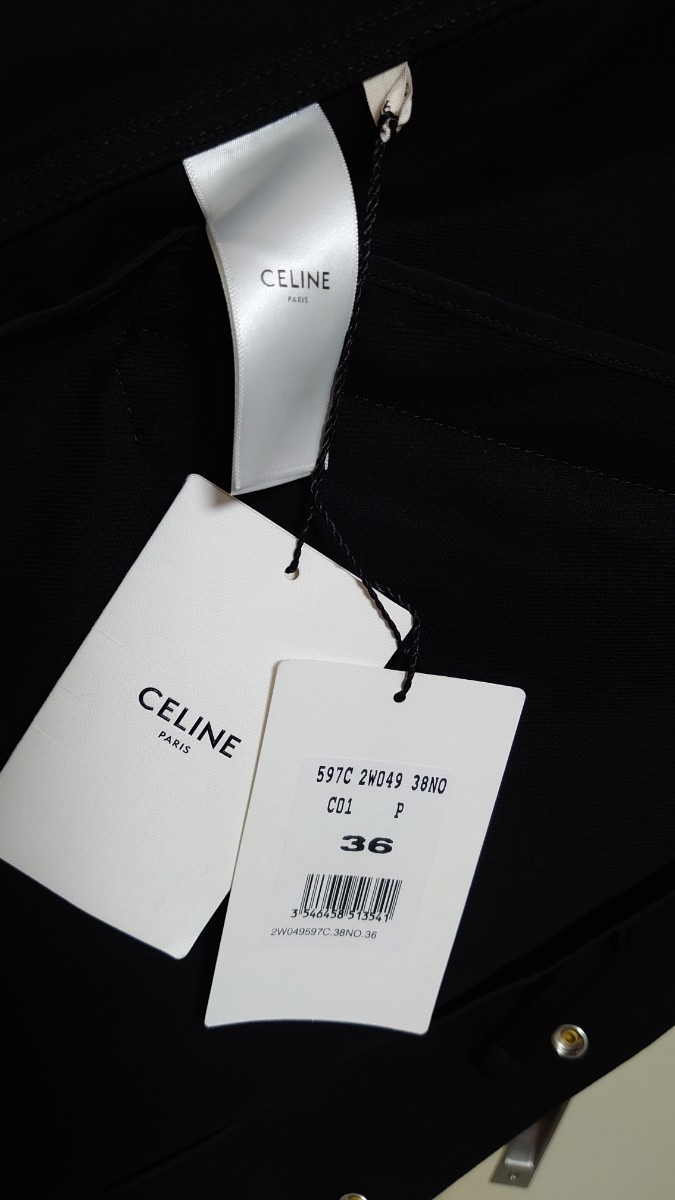 CELINE
PARIS
CELINE
PARIS
597C 2W049 38NO
C01 P
36
3 546458 513541
2W049597C.38NO.36